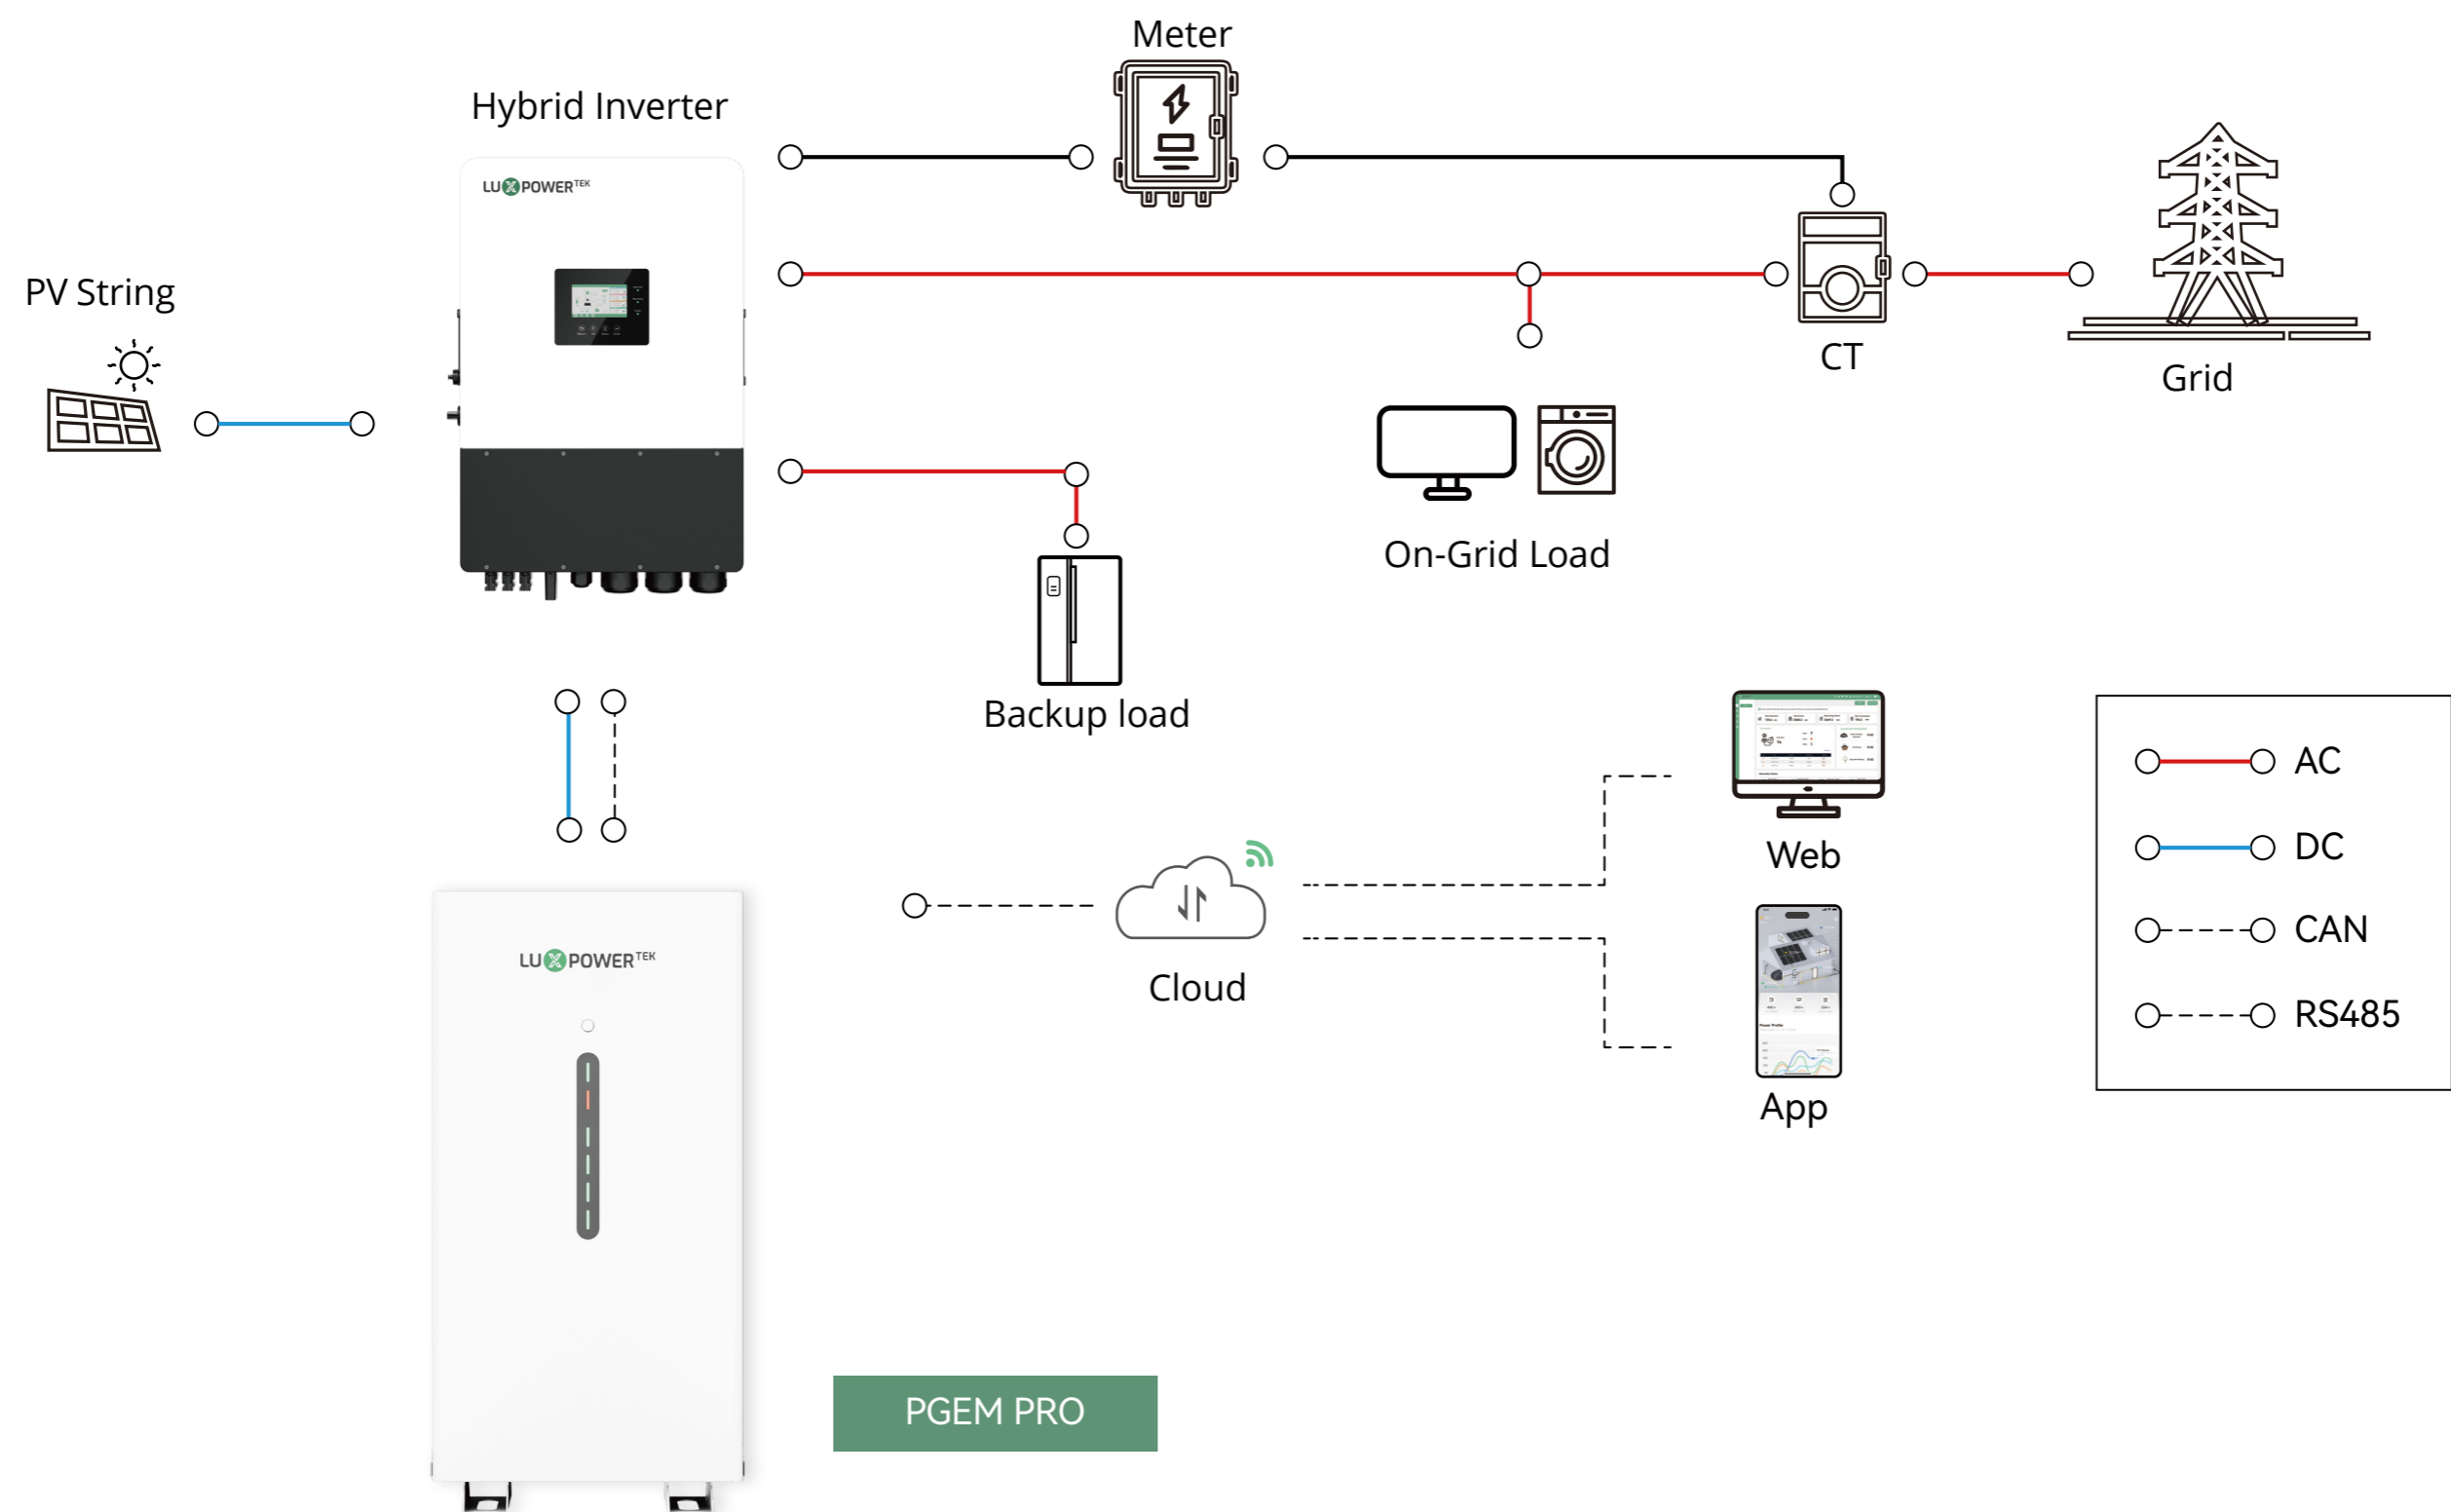 Meter
Hybrid Inverter
LUXPOWERTEK
PV String
CT
Grid
On-Grid Load
Backup load
Web
AC
DC
CAN
RS485
Cloud
App
LUXPOWERTEK
PGEM PRO